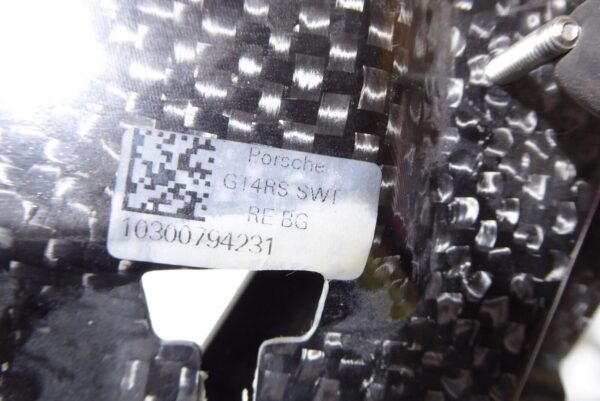 Porsche
GT4RS SWT
RE BG
10300794231